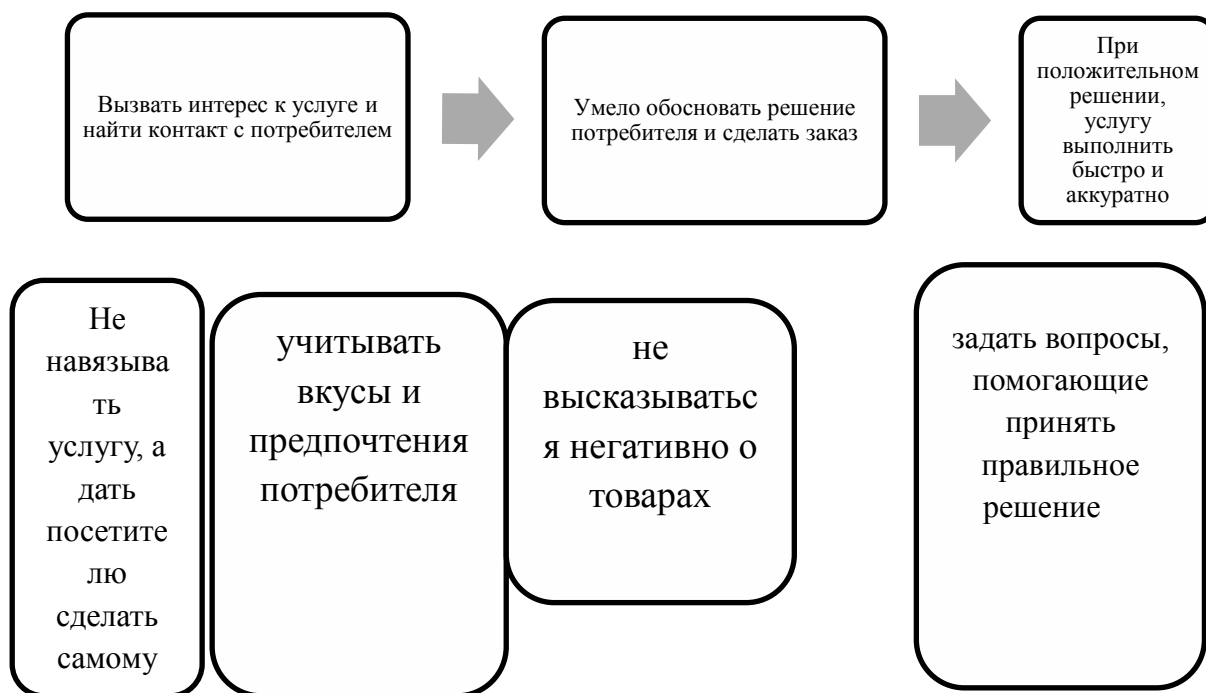 Вызвать интерес к услуге и
найти контакт с потребителем
Умело обосновать решение
потребителя и сделать заказ
При
положительном
решении,
услугу
выполнить
быстро и
аккуратно
Не
навязыва
ть
услугу, а
дать
посетите
лю
сделать
самому
учитывать
вкусы и
предпочтения
потребителя
не
высказыватьс
я негативно о
товарах
задать вопросы,
помогающие
принять
правильное
решение